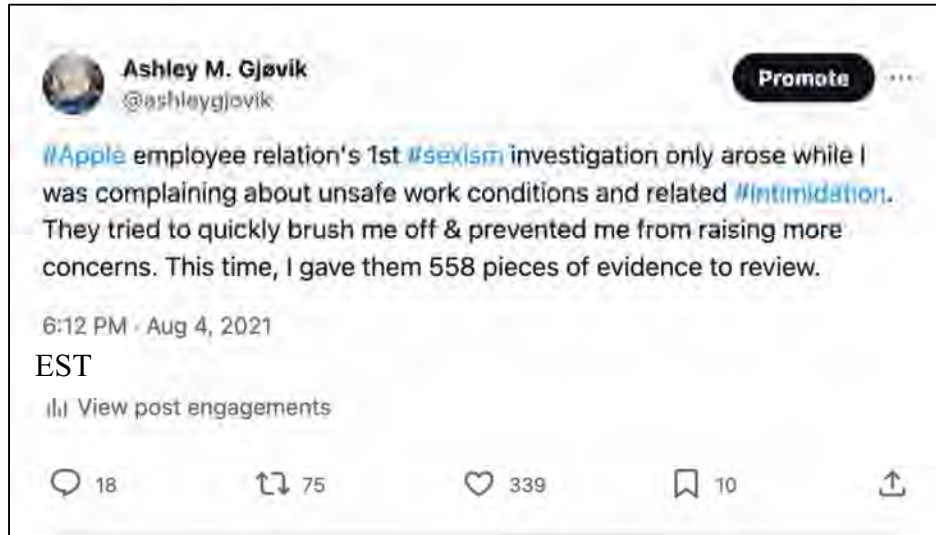 Ashley M. Gjøvik
Promote
@ashleygjovik
#Apple employee relation's 1st #sexism investigation only arose while I
was complaining about unsafe work conditions and related #intimidation.
They tried to quickly brush me off & prevented me from raising more
concerns. This time, I gave them 558 pieces of evidence to review.
6:12 PM · Aug 4, 2021
EST
View post engagements
18 75 339 10